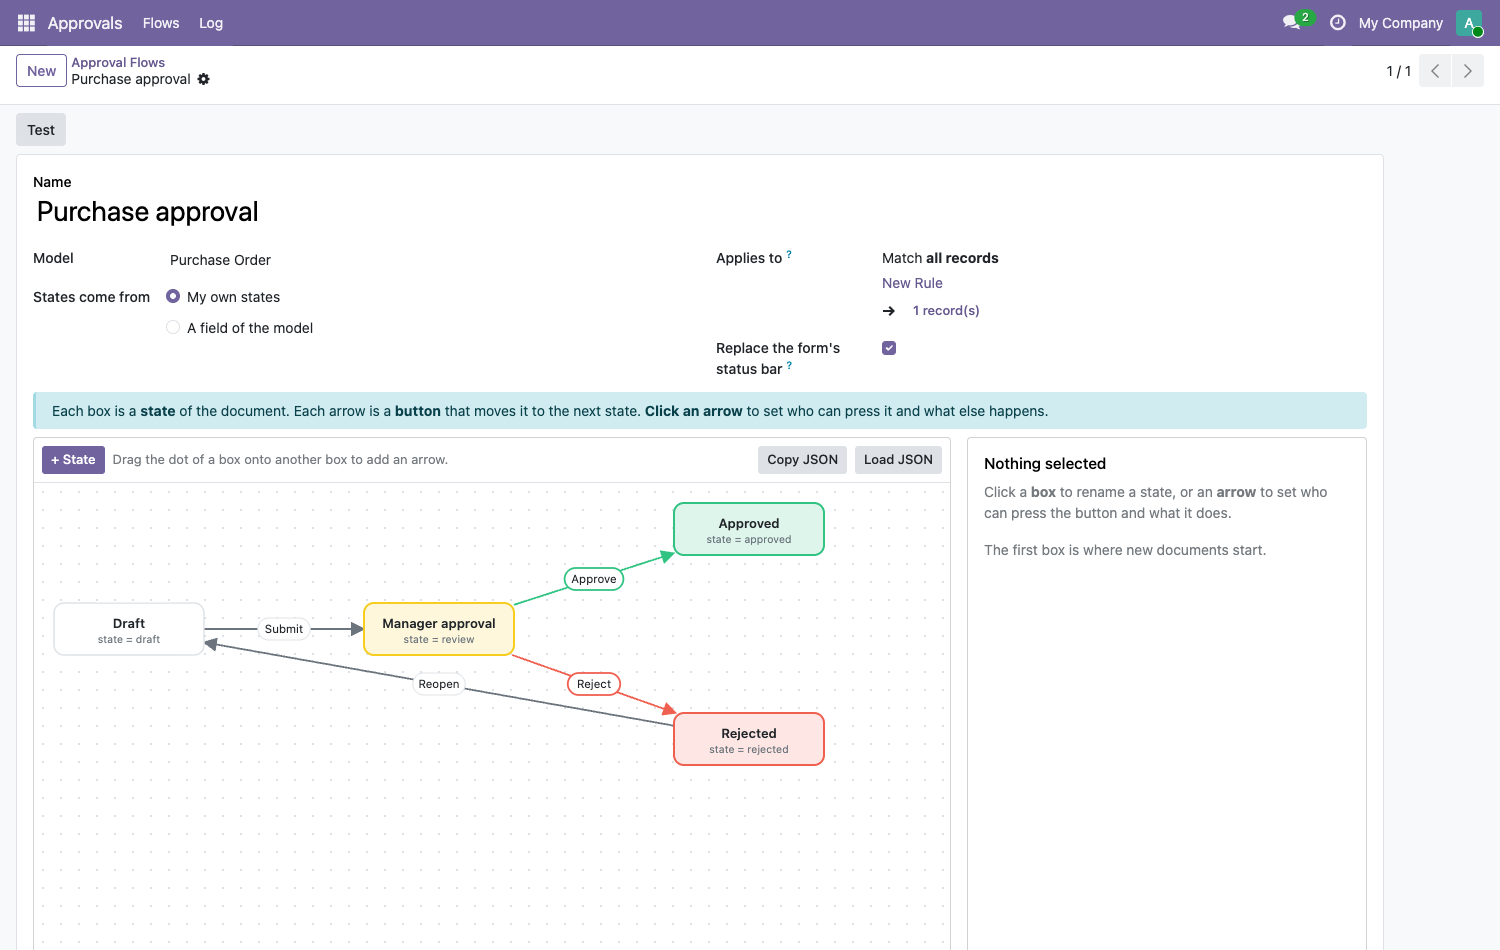 Approvals
Flows
Log
2
My Company
A
New
Approval Flows
Purchase approval
1 / 1
Test
Name
Purchase approval
Model
Purchase Order
States come from
My own states
A field of the model
Applies to ?
Match all records
New Rule
1 record(s)
Replace the form's
status bar ?
Each box is a state of the document. Each arrow is a button that moves it to the next state. Click an arrow to set who can press it and what else happens.
+ State
Drag the dot of a box onto another box to add an arrow.
Copy JSON
Load JSON
Approved
state = approved
Approve
Draft
state = draft
Submit
Manager approval
state = review
Reopen
Reject
Rejected
state = rejected
Nothing selected
Click a box to rename a state, or an arrow to set who
can press the button and what it does.
The first box is where new documents start.